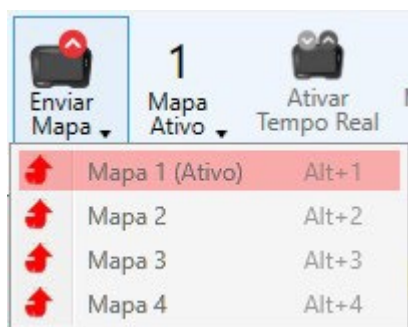 Enviar
Mapa
1
Mapa
Ativo
Ativar
Tempo Real
Mapa 1 (Ativo) Alt+1
Mapa 2 Alt+2
Mapa 3 Alt+3
Mapa 4 Alt+4